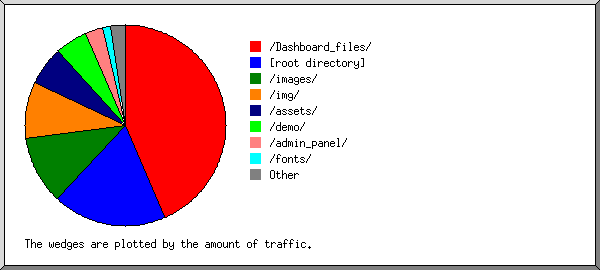 /Dashboard_files/
[root directory]
/images/
/img/
/assets/
/demo/
/admin_panel/
/fonts/
Other
The wedges are plotted by the amount of traffic.